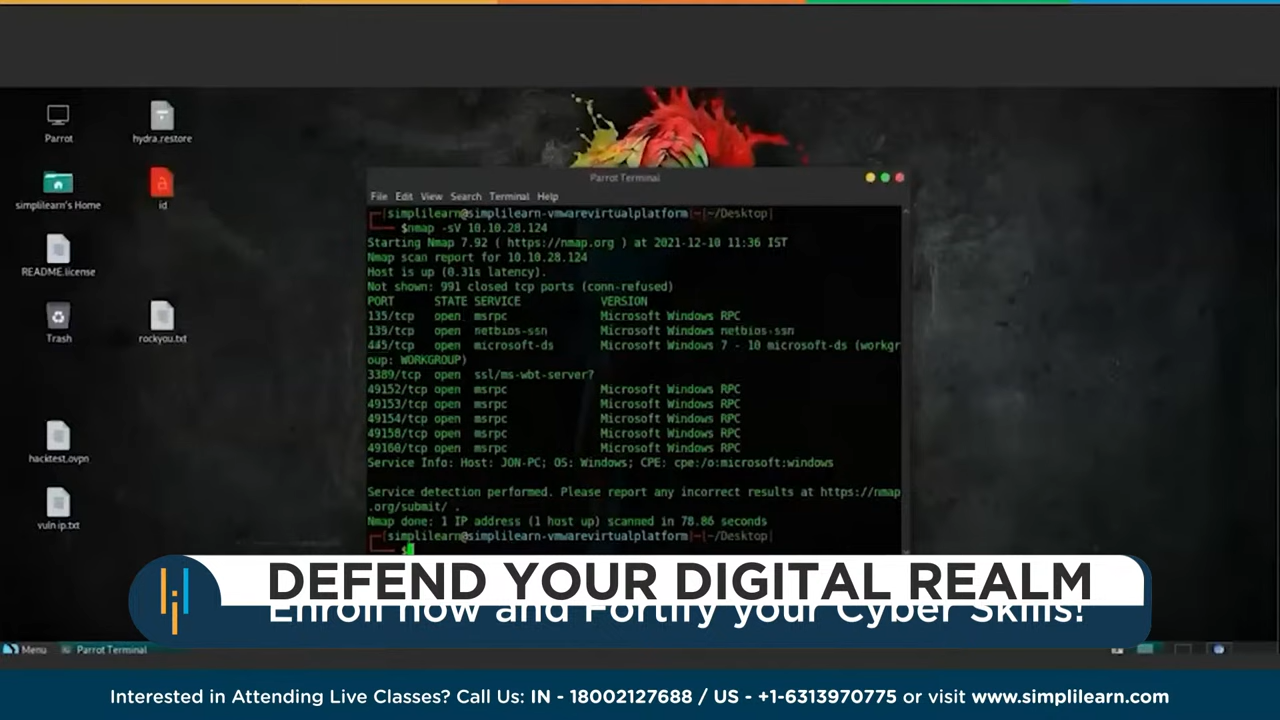 Parrot
hydra.restore
simplilearn's Home
id
README.license
Trash
rockyou.txt
hacktest.ovpn
vuln ip.txt
Parrot Terminal
File Edit View Search Terminal Help
[simplilearn@simplilearn-vmwarevirtualplatform]-[~/Desktop]
$nmap -sV 10.10.28.124
Starting Nmap 7.92 ( https://nmap.org ) at 2021-12-10 11:36 IST
Nmap scan report for 10.10.28.124
Host is up (0.31s latency).
Not shown: 991 closed tcp ports (conn-refused)
PORT STATE SERVICE VERSION
135/tcp open msrpc Microsoft Windows RPC
139/tcp open netbios-ssn Microsoft Windows netbios-ssn
445/tcp open microsoft-ds Microsoft Windows 7 - 10 microsoft-ds (workgr
oup: WORKGROUP)
3389/tcp open ssl/ms-wbt-server?
49152/tcp open msrpc Microsoft Windows RPC
49153/tcp open msrpc Microsoft Windows RPC
49154/tcp open msrpc Microsoft Windows RPC
49158/tcp open msrpc Microsoft Windows RPC
49160/tcp open msrpc Microsoft Windows RPC
Service Info: Host: JON-PC; OS: Windows; CPE: cpe:/o:microsoft:windows
Service detection performed. Please report any incorrect results at https://nmap
.org/submit/ .
Nmap done: 1 IP address (1 host up) scanned in 78.86 seconds
[simplilearn@simplilearn-vmwarevirtualplatform]-[~/Desktop]
$
DEFEND YOUR DIGITAL REALM
Enroll now and Fortify your Cyber Skills!
Menu Parrot Terminal
Interested in Attending Live Classes? Call Us: IN - 18002127688 / US - +1-6313970775 or visit www.simplilearn.com